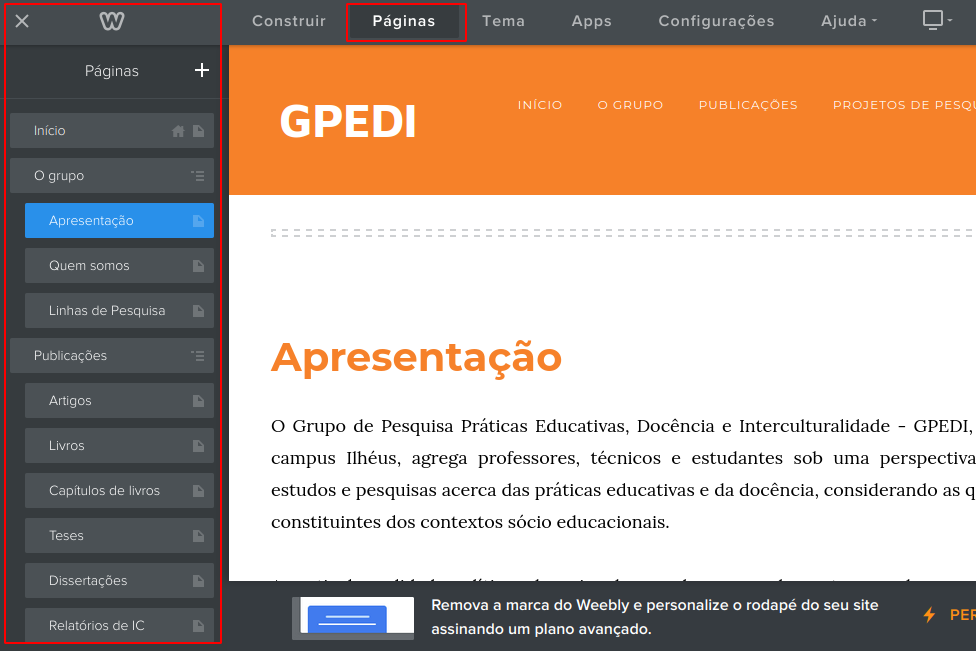 Construir Páginas Tema Apps Configurações Ajuda
Páginas
Início
O grupo
Apresentação
Quem somos
Linhas de Pesquisa
Publicações
Artigos
Livros
Capítulos de livros
Teses
Dissertações
Relatórios de IC
GPEDI
INÍCIO O GRUPO PUBLICAÇÕES PROJETOS DE
Apresentação
O Grupo de Pesquisa Práticas Educativas, Docência e Interculturalidade - GPEDI,
campus Ilhéus, agrega professores, técnicos e estudantes sob uma perspectiva
estudos e pesquisas acerca das práticas educativas e da docência, considerando as
constituintes dos contextos sócio educacionais.
Remova a marca do Weebly e personalize o rodapé do seu site
assinando um plano avançado.